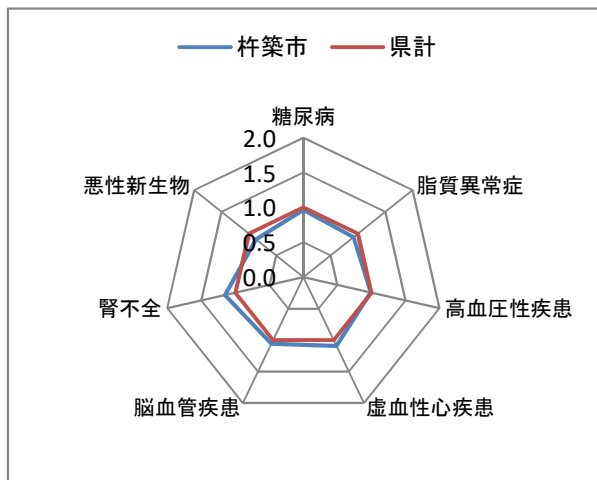 杵築市 県計
糖尿病
2.0
1.5
1.0
0.5
0.0
脂質異常症
高血圧性疾患
虚血性心疾患
脳血管疾患
腎不全
悪性新生物